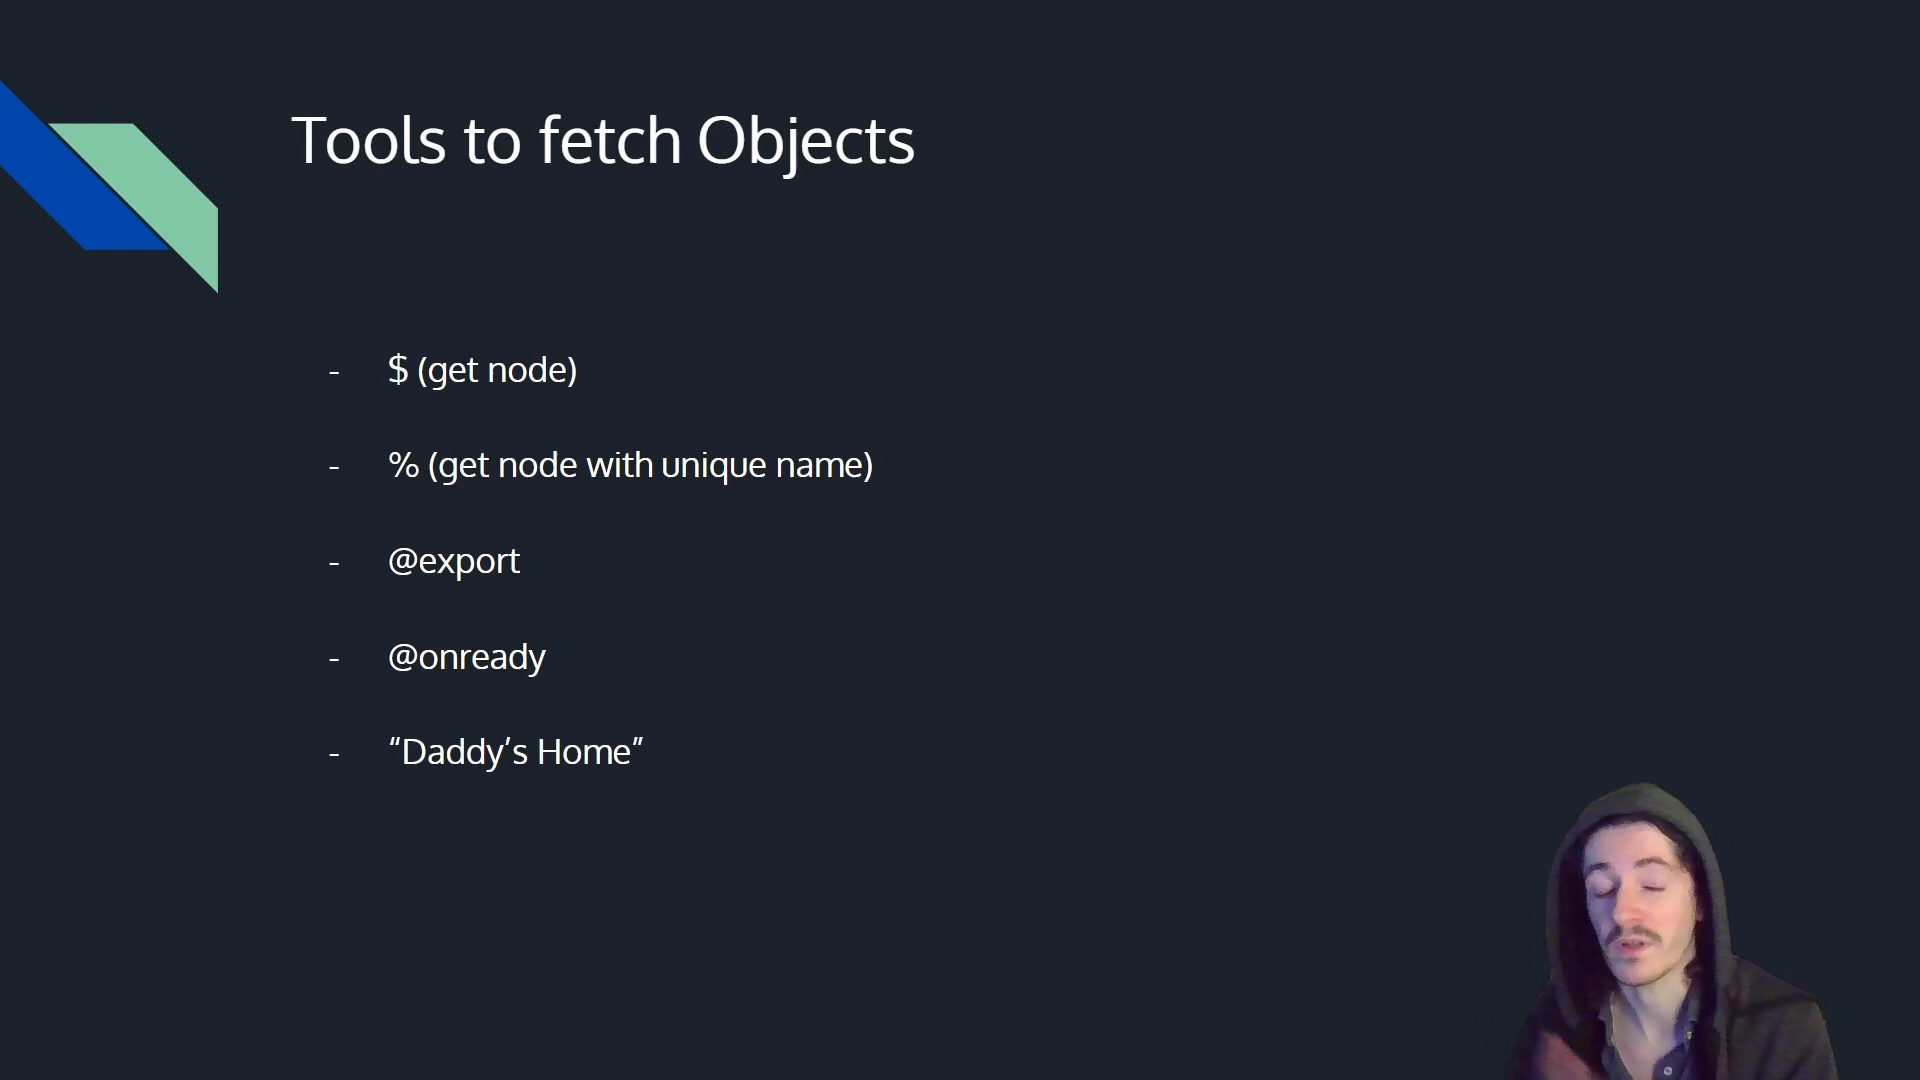 Tools to fetch Objects
- $ (get node)
- % (get node with unique name)
- @export
- @onready
- “Daddy’s Home”